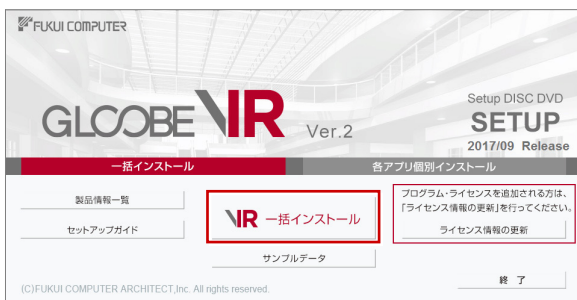 FUKUI COMPUTER
GLOOBE VR Ver.2
Setup DISC DVD
SETUP
2017/09 Release
一括インストール
各アプリ個別インストール
製品情報一覧
セットアップガイド
VR 一括インストール
サンプルデータ
プログラム・ライセンスを追加される方は、
「ライセンス情報の更新」を行ってください。
ライセンス情報の更新
終 了
(C)FUKUI COMPUTER ARCHITECT,Inc. All rights reserved.